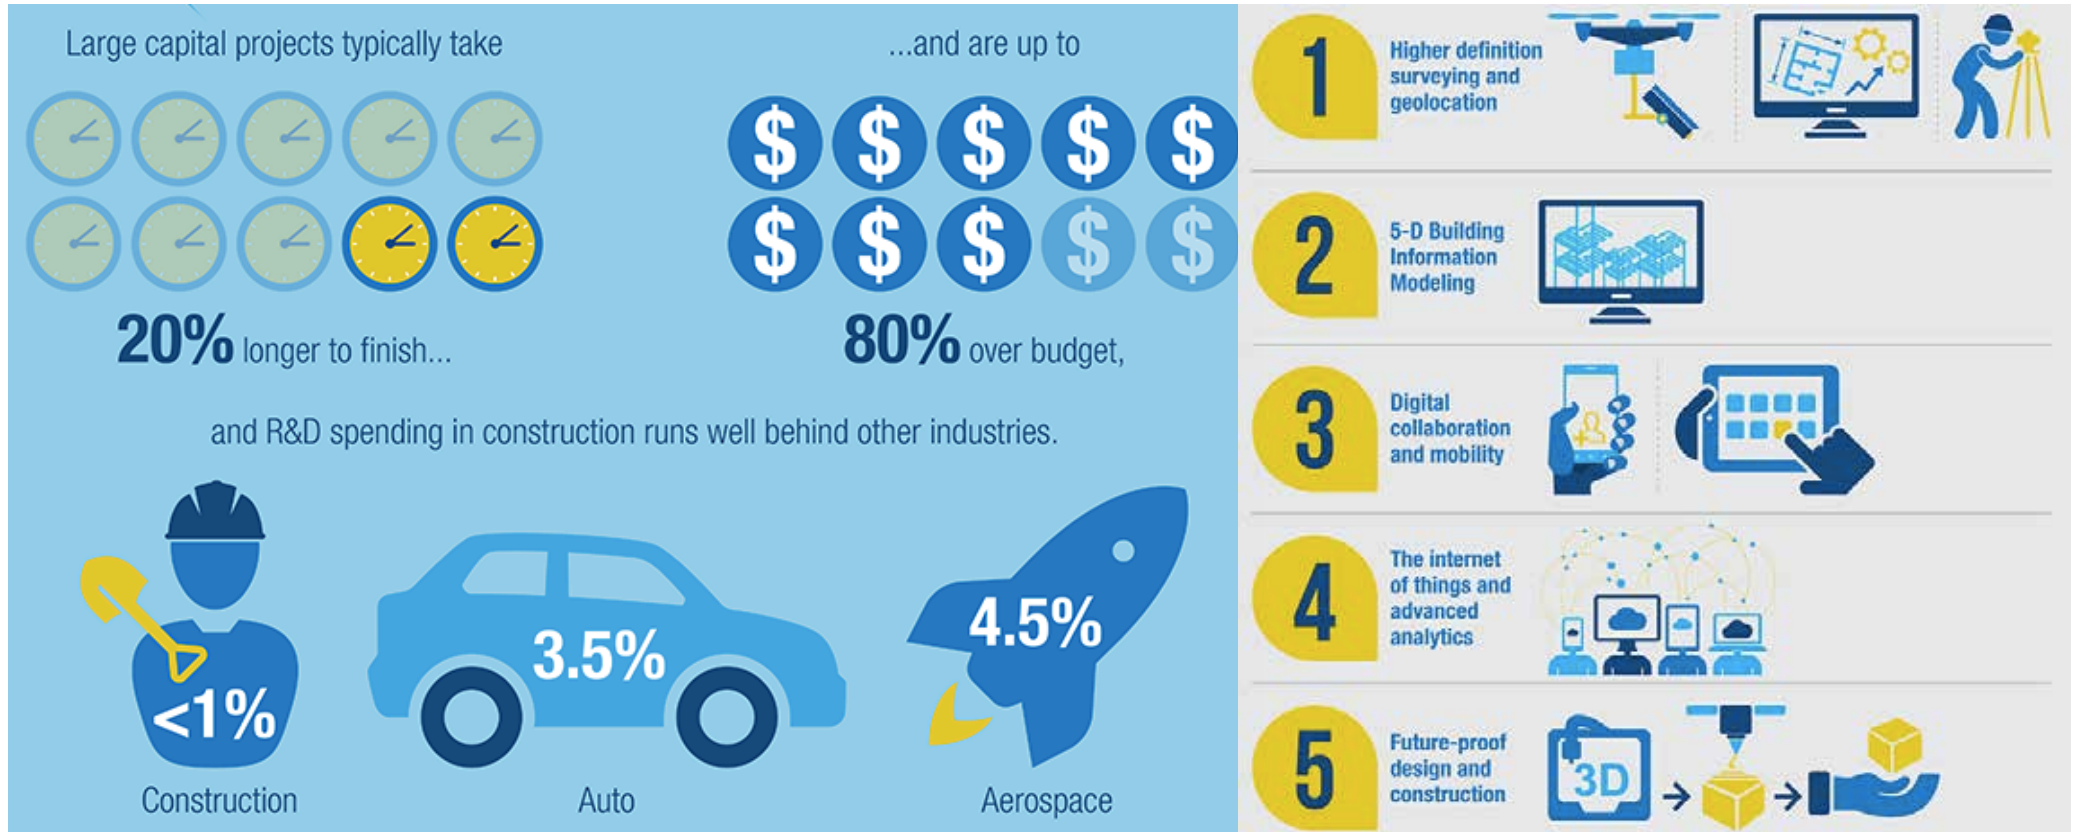 Large capital projects typically take
20% longer to finish...
...and are up to
$ $ $ $ $
$ $ $ $ $
80% over budget,
and R&D spending in construction runs well behind other industries.
<1%
Construction
3.5%
Auto
4.5%
Aerospace
1
Higher definition
surveying and
geolocation
2
5-D Building
Information
Modeling
3
Digital
collaboration
and mobility
4
The internet
of things and
advanced
analytics
5
Future-proof
design and
construction
3D